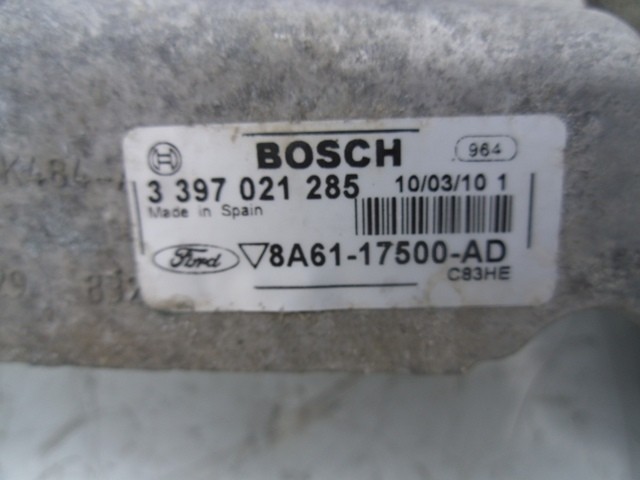 BOSCH 964
3 397 021 285 10/03/10 1
Made in Spain
Ford 8A61-17500-AD
C83HE